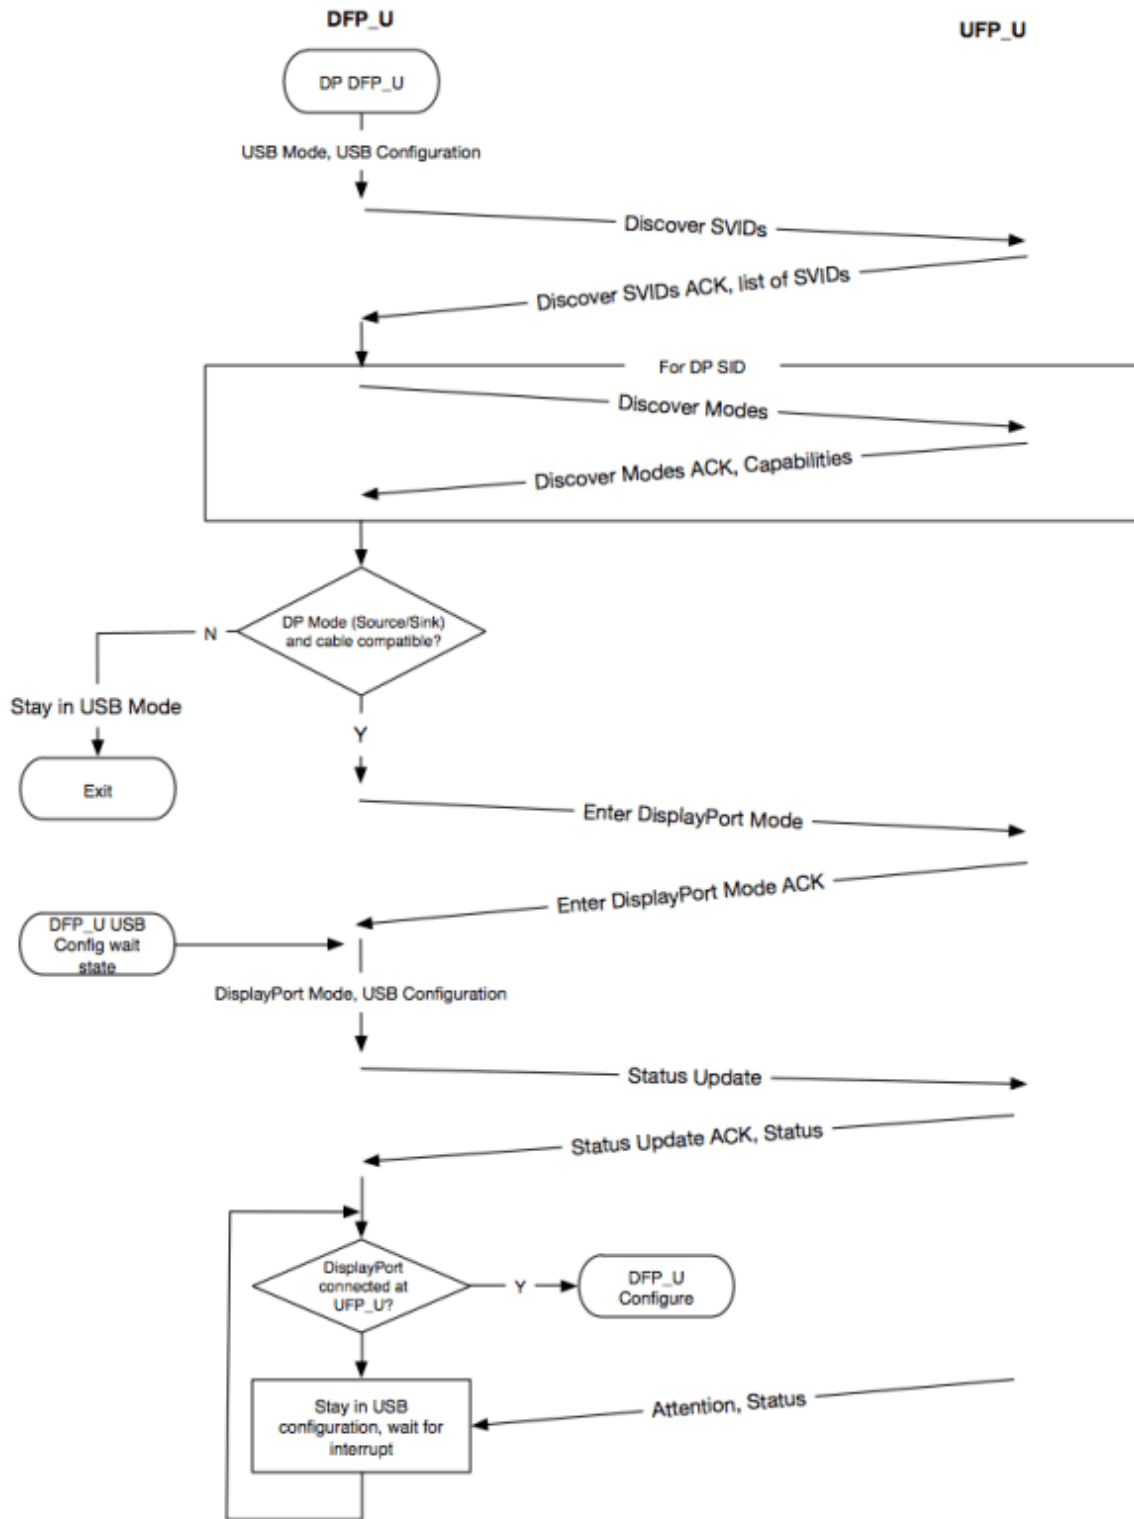 DFP_U
UFP_U
DP DFP_U
USB Mode, USB Configuration
Discover SVIDs
Discover SVIDs ACK, list of SVIDs
For DP SID
Discover Modes
Discover Modes ACK, Capabilities
DP Mode (Source/Sink)
and cable compatible?
N
Stay in USB Mode
Y
Exit
Enter DisplayPort Mode
Enter DisplayPort Mode ACK
DFP_U USB
Config wait
state
DisplayPort Mode, USB Configuration
Status Update
Status Update ACK, Status
DisplayPort
connected at
UFP_U?
Y
DFP_U
Configure
Stay in USB
configuration, wait for
interrupt
Attention, Status